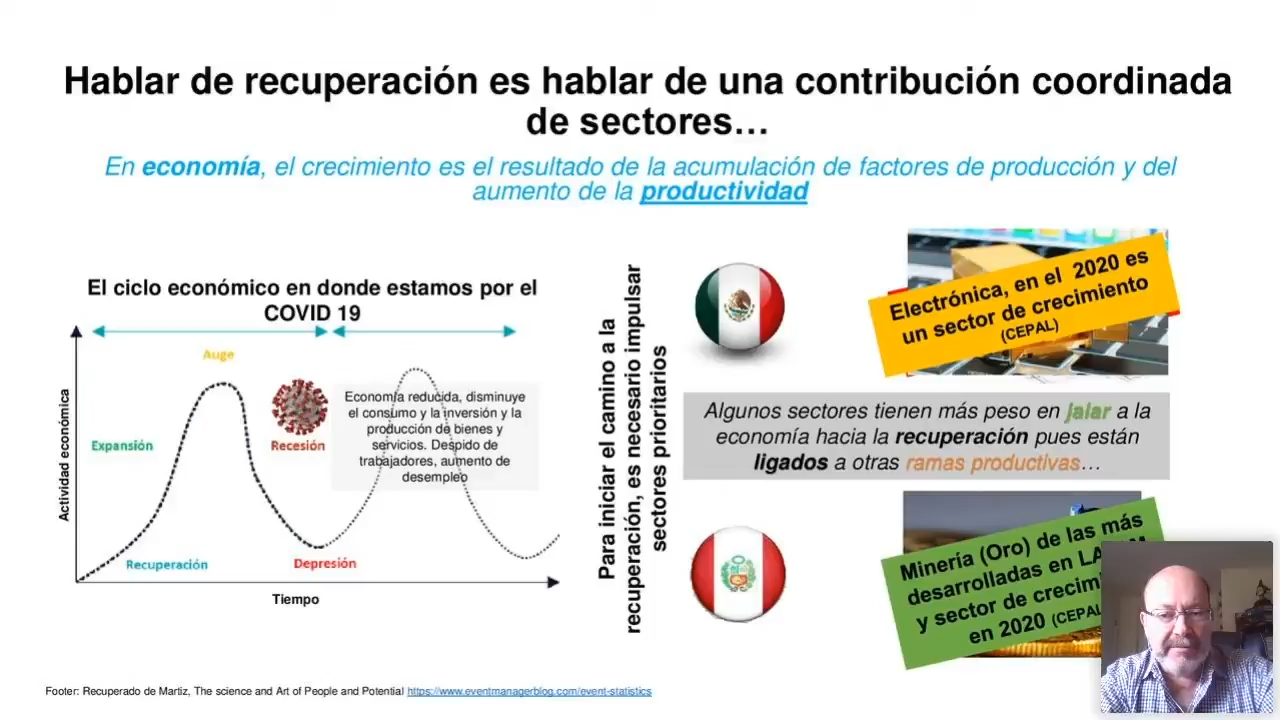 Hablar de recuperación es hablar de una contribución coordinada
de sectores...
En economía, el crecimiento es el resultado de la acumulación de factores de producción y del
aumento de la productividad
El ciclo económico en donde estamos por el
COVID 19
Auge
Expansión
Recesión
Recuperación
Depresión
Actividad económica
Tiempo
Economía reducida, disminuye
el consumo y la inversión y la
producción de bienes y
servicios. Despido de
trabajadores, aumento de
desempleo
Para iniciar el camino a la
recuperación, es necesario impulsar
sectores prioritarios
Electrónica, en el 2020 es
un sector de crecimiento
(CEPAL)
Algunos sectores tienen más peso en jalar a la
economía hacia la recuperación pues están
ligados a otras ramas productivas...
Minería (Oro) de las más
desarrolladas en
y sector de
en 2020 (CEPAL
Footer: Recuperado de Martiz, The science and Art of People and Potential https://www.eventmanagerblog.com/event-statistics